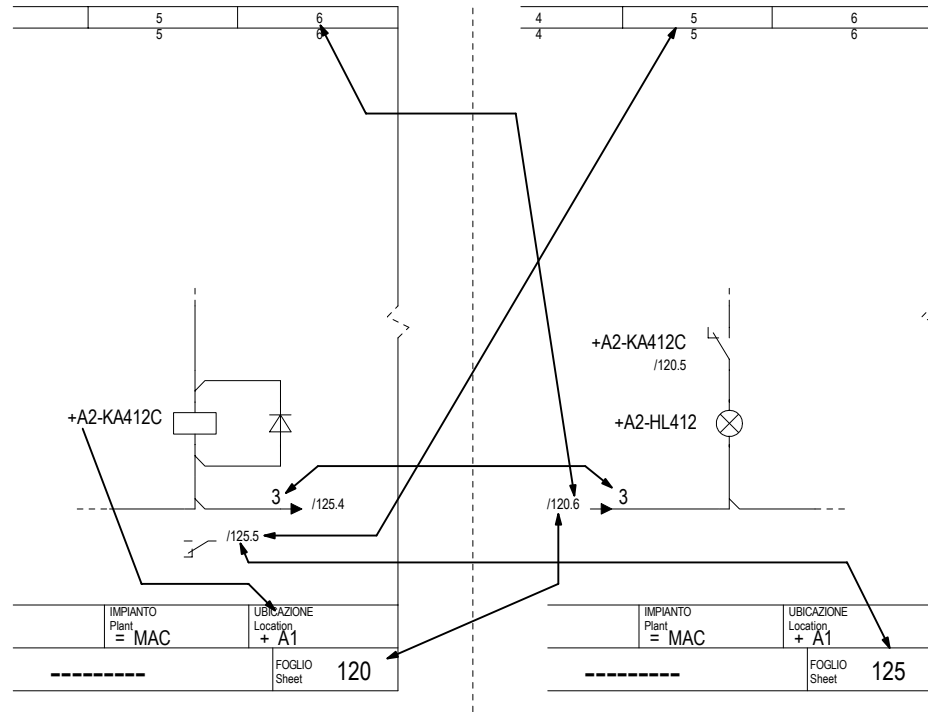 5 6 4 5 6
5 6 4 5 6
+A2-KA412C
/120.5
+A2-KA412C
+A2-HL412
3 /125.4 /120.6 3
/125.5
IMPIANTO UBICAZIONE IMPIANTO UBICAZIONE
Plant Location Plant Location
= MAC + A1 = MAC + A1
FOGLIO 120 FOGLIO 125
Sheet Sheet